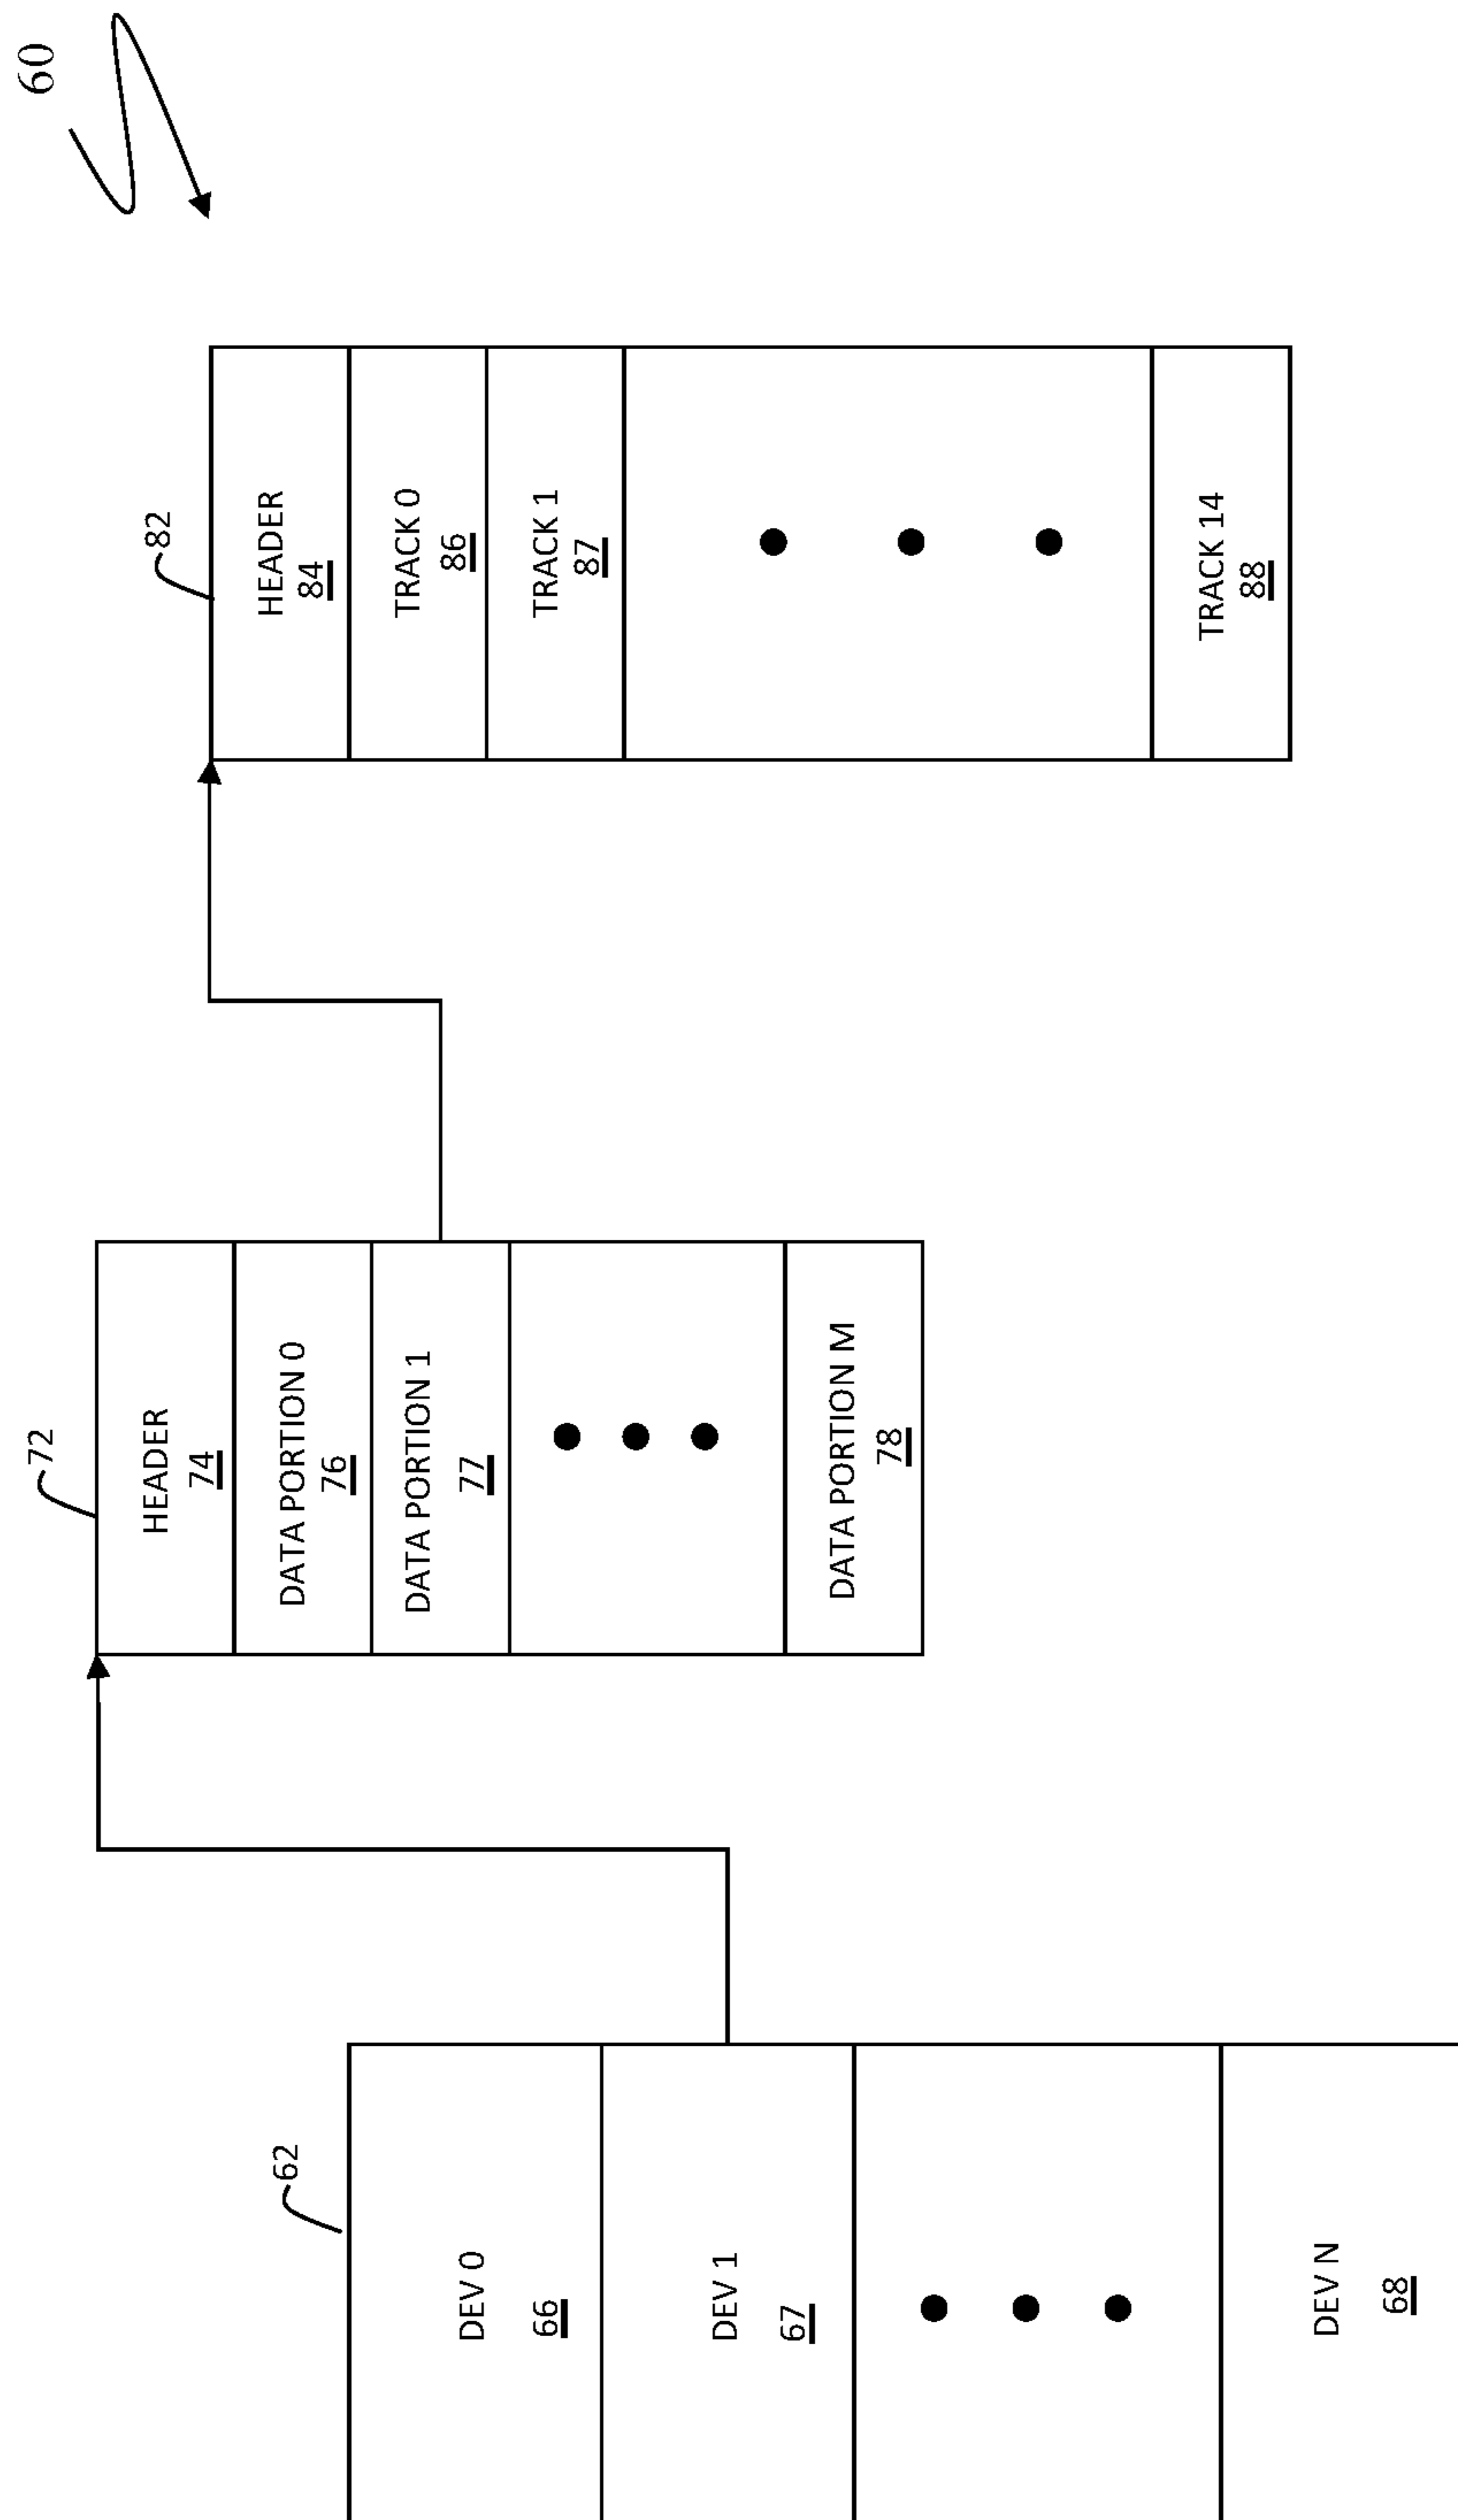 60
62
DEV 0
66
DEV 1
67
DEV N
68
72
HEADER
74
DATA PORTION 0
76
DATA PORTION 1
77
DATA PORTION M
78
82
HEADER
84
TRACK 0
86
TRACK 1
87
TRACK 14
88